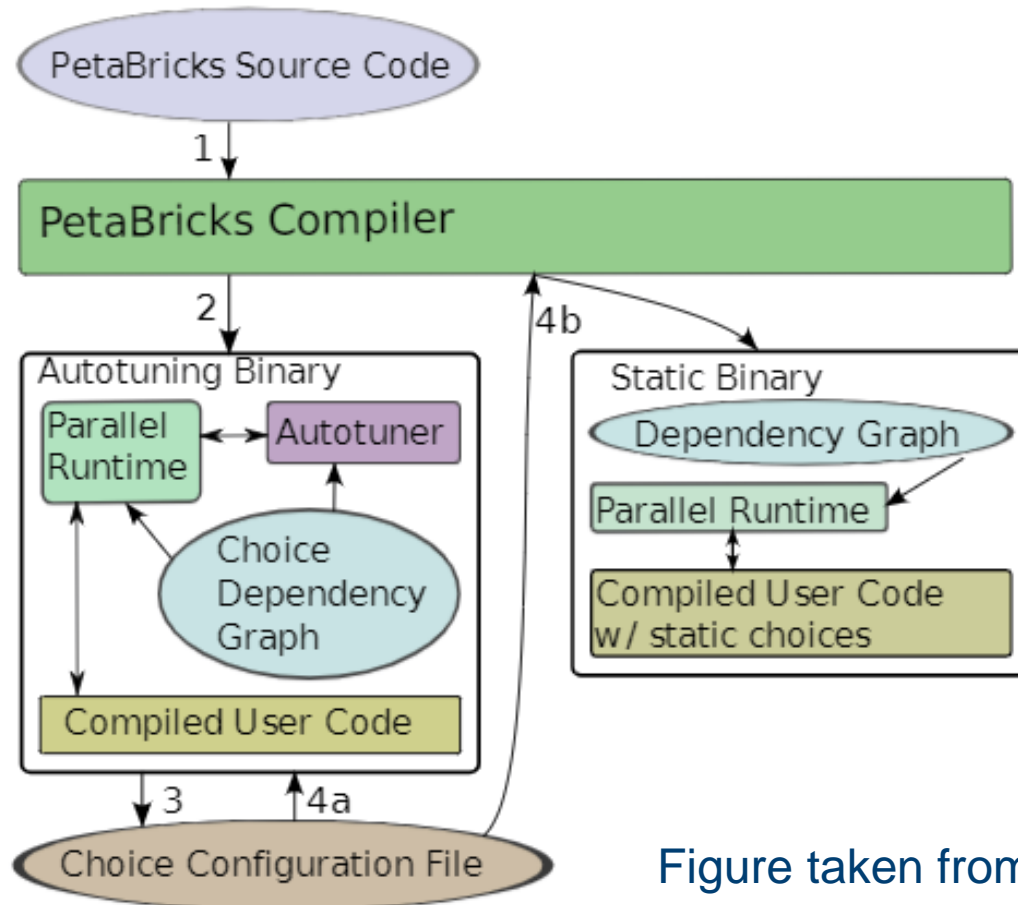 PetaBricks Source Code
1
PetaBricks Compiler
2
4b
Autotuning Binary
Parallel
Runtime
Autotuner
Choice
Dependency
Graph
Compiled User Code
Static Binary
Dependency Graph
Parallel Runtime
Compiled User Code
w/ static choices
3
4a
Choice Configuration File
Figure taken from